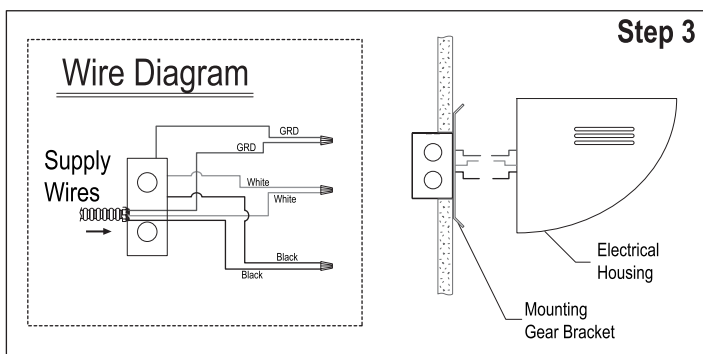 Step 3
Wire Diagram
Supply
Wires
GRD
GRD
White
White
Black
Black
Electrical
Housing
Mounting
Gear Bracket